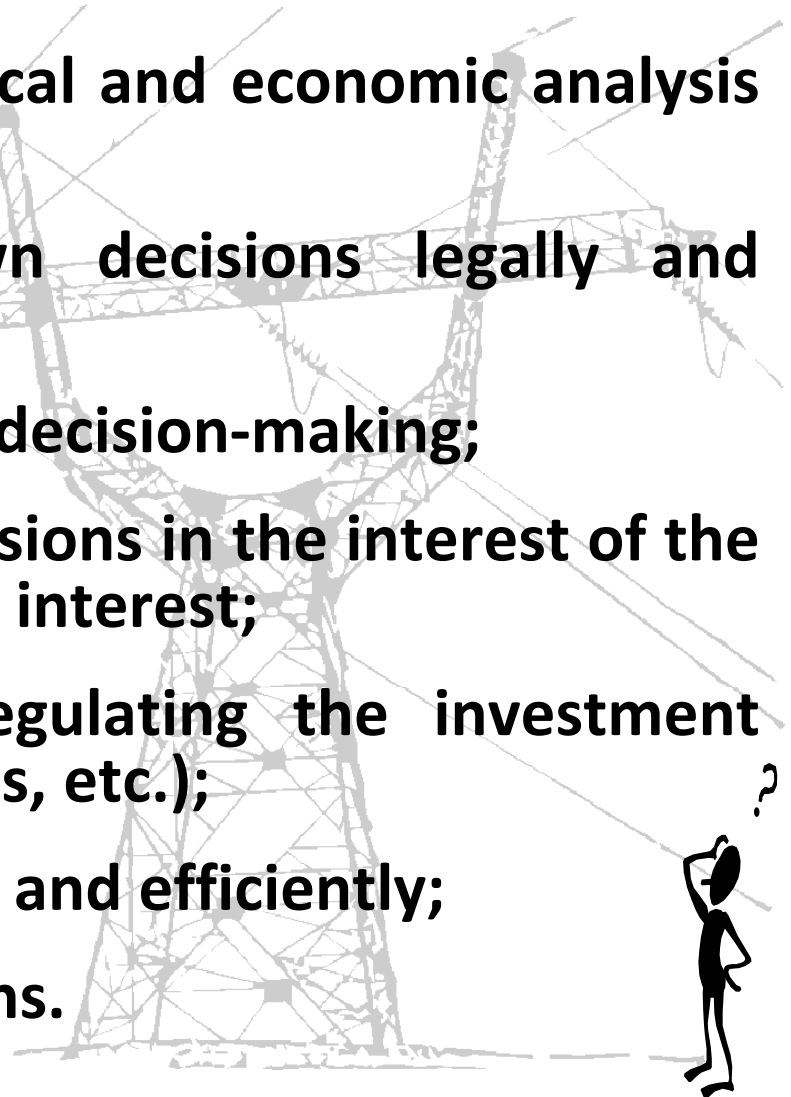 cal and economic analysis
wn decisions legally and
decision-making;
sions in the interest of the
interest;
egulating the investment
s, etc.);
and efficiently;
ns.
?